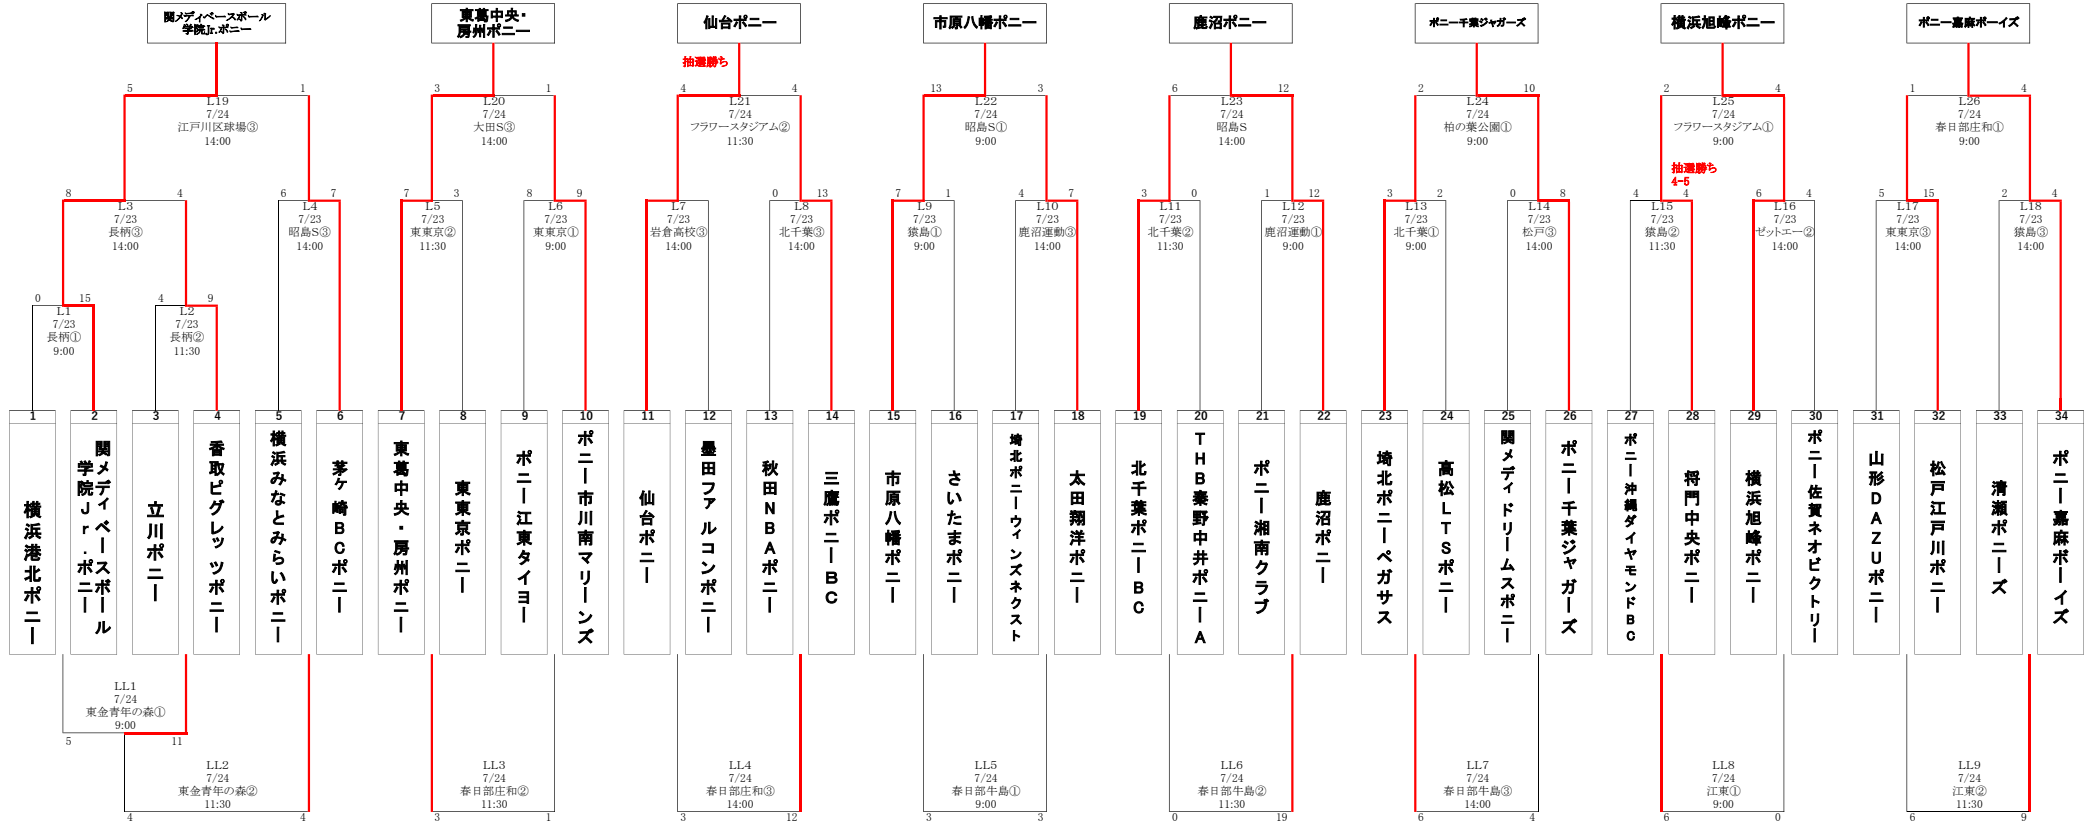 関メディベースボール
学院Jr.ポニー
東葛中央・
房州ポニー
仙台ポニー
市原八幡ポニー
鹿沼ポニー
ポニー千葉ジャガーズ
横浜旭峰ポニー
ポニー嘉麻ボーイズ
抽選勝ち
5 1
L19
7/24
江戸川区球場③
14:00
3 1
L20
7/24
大田S③
14:00
4 4
L21
7/24
フラワースタジアム②
11:30
13 3
L22
7/24
昭島S①
9:00
6 12
L23
7/24
昭島S
14:00
2 10
L24
7/24
柏の葉公園①
9:00
2 4
L25
7/24
フラワースタジアム①
9:00
1 4
L26
7/24
春日部庄和①
9:00
8 4
L3
7/23
長柄③
14:00
6 7
L4
7/23
昭島S③
14:00
7 3
L5
7/23
東東京②
11:30
8 9
L6
7/23
東東京①
9:00
4 3
L7
7/23
岩倉高校③
14:00
0 13
L8
7/23
北千葉③
14:00
7 1
L9
7/23
猿島①
9:00
4 7
L10
7/23
鹿沼運動③
14:00
3 0
L11
7/23
北千葉②
11:30
1 12
L12
7/23
鹿沼運動①
9:00
3 2
L13
7/23
北千葉①
9:00
0 8
L14
7/23
松戸③
14:00
抽選勝ち
4-5
4 4
L15
7/23
猿島②
11:30
6 4
L16
7/23
ゼットエー②
14:00
5 15
L17
7/23
東東京③
14:00
2 4
L18
7/23
猿島③
14:00
0 15
L1
7/23
長柄①
9:00
4 9
L2
7/23
長柄②
11:30
1
横浜港北ポニー
2
関メディベースボール
学院Jr.ポニー
3
立川ポニー
4
香取ピグレッツポニー
5
横浜みなとみらいポニー
6
茅ケ崎BCポニー
7
東葛中央・房州ポニー
8
東東京ポニー
9
ポニー江東タイヨー
10
ポニー市川南マリーンズ
11
仙台ポニー
12
墨田ファルコンポニー
13
秋田NBAポニー
14
三鷹ポニーBC
15
市原八幡ポニー
16
さいたまポニー
17
埼北ポニーウィンズネクスト
18
太田翔洋ポニー
19
北千葉ポニーBC
20
THB秦野中井ポニーA
21
ポニー湘南クラブ
22
鹿沼ポニー
23
埼北ポニーペガサス
24
高松LTSポニー
25
関メディドリームスポニー
26
ポニー千葉ジャガーズ
27
ポニー沖縄ダイヤモンドBC
28
将門中央ポニー
29
横浜旭峰ポニー
30
ポニー佐賀ネオビクトリー
31
山形DAZUポニー
32
松戸江戸川ポニー
33
清瀬ポニーズ
34
ポニー嘉麻ボーイズ
LL1
7/24
東金青年の森①
9:00
5 11
LL2
7/24
東金青年の森②
11:30
4 4
LL3
7/24
春日部庄和②
11:30
3 1
LL4
7/24
春日部庄和③
14:00
3 12
LL5
7/24
春日部牛島①
9:00
3 3
LL6
7/24
春日部牛島②
11:30
0 19
LL7
7/24
春日部牛島③
14:00
6 4
LL8
7/24
江東①
9:00
6 0
LL9
7/24
江東②
11:30
6 9